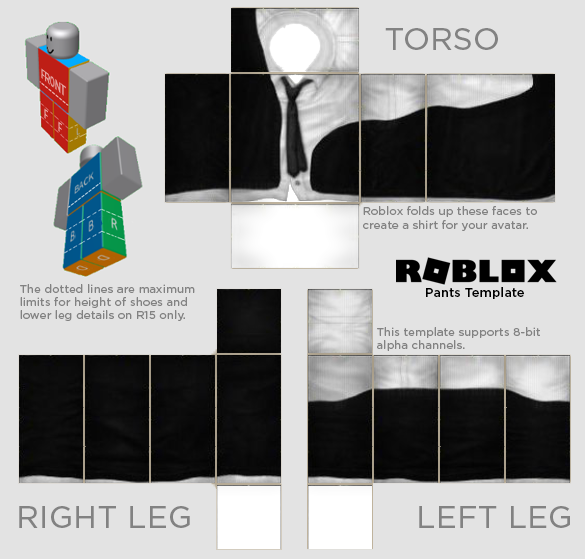 TORSO
FRONT
F
F
L
BACK
B
B
R
Roblox folds up these faces to
create a shirt for your avatar.
ROBLOX
Pants Template
The dotted lines are maximum
limits for height of shoes and
lower leg details on R15 only.
This template supports 8-bit
alpha channels.
RIGHT LEG
LEFT LEG